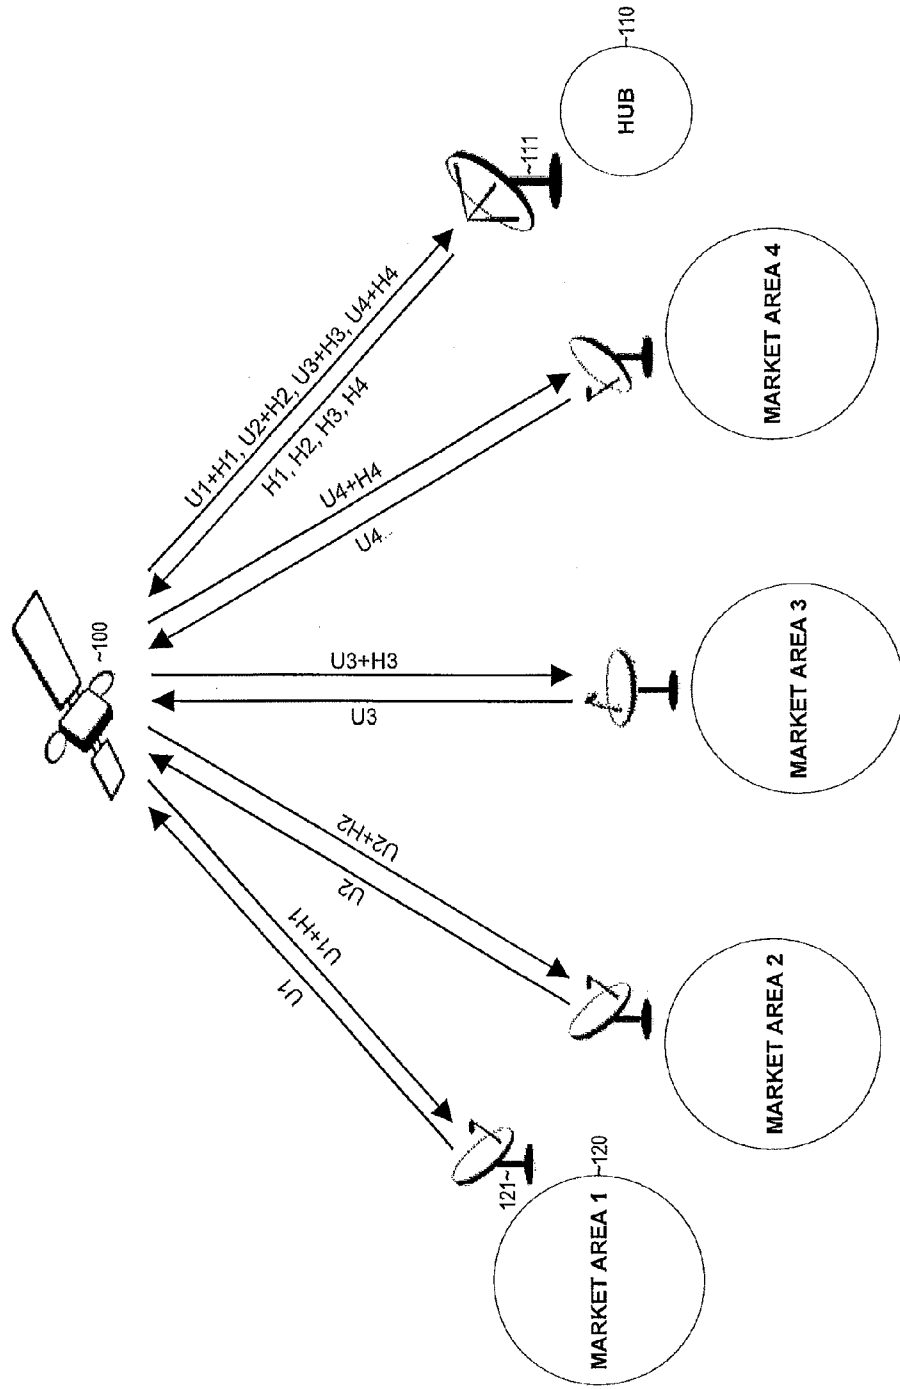 ~100
U1
U1+H1
U2
U2+H2
U3
U3+H3
U4
U4+H4
H1, H2, H3, H4
U1+H1, U2+H2, U3+H3, U4+H4
121~
MARKET AREA 1
~120
MARKET AREA 2
MARKET AREA 3
MARKET AREA 4
~111
HUB
~110